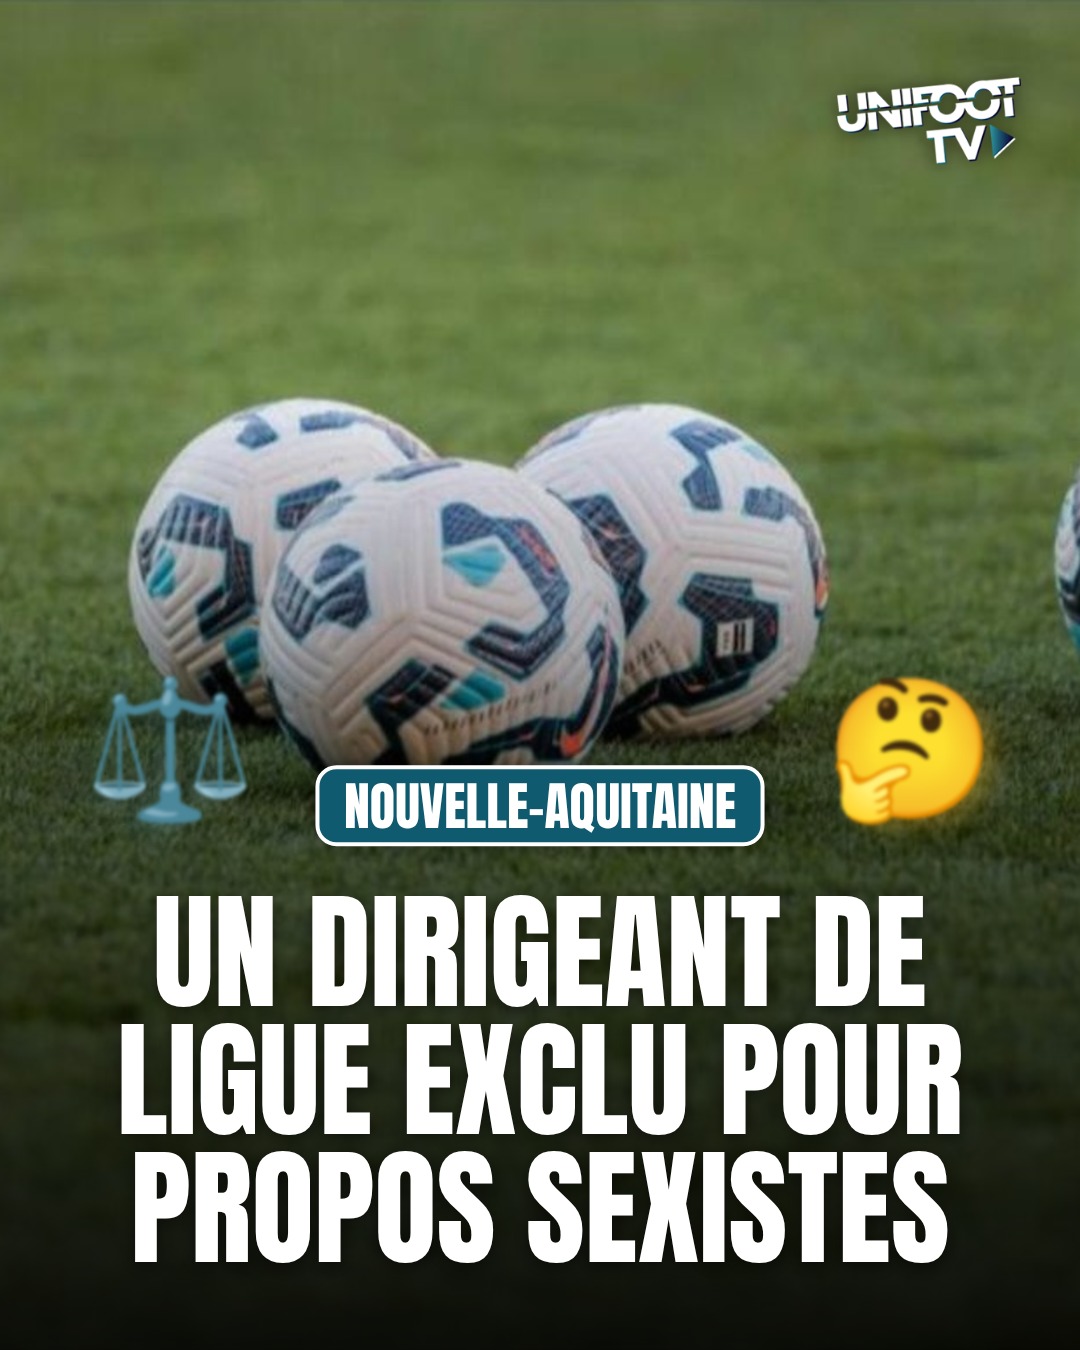 UNIFOOT
TV
NOUVELLE-AQUITAINE
UN DIRIGEANT DE
LIGUE EXCLU POUR
PROPOS SEXISTES